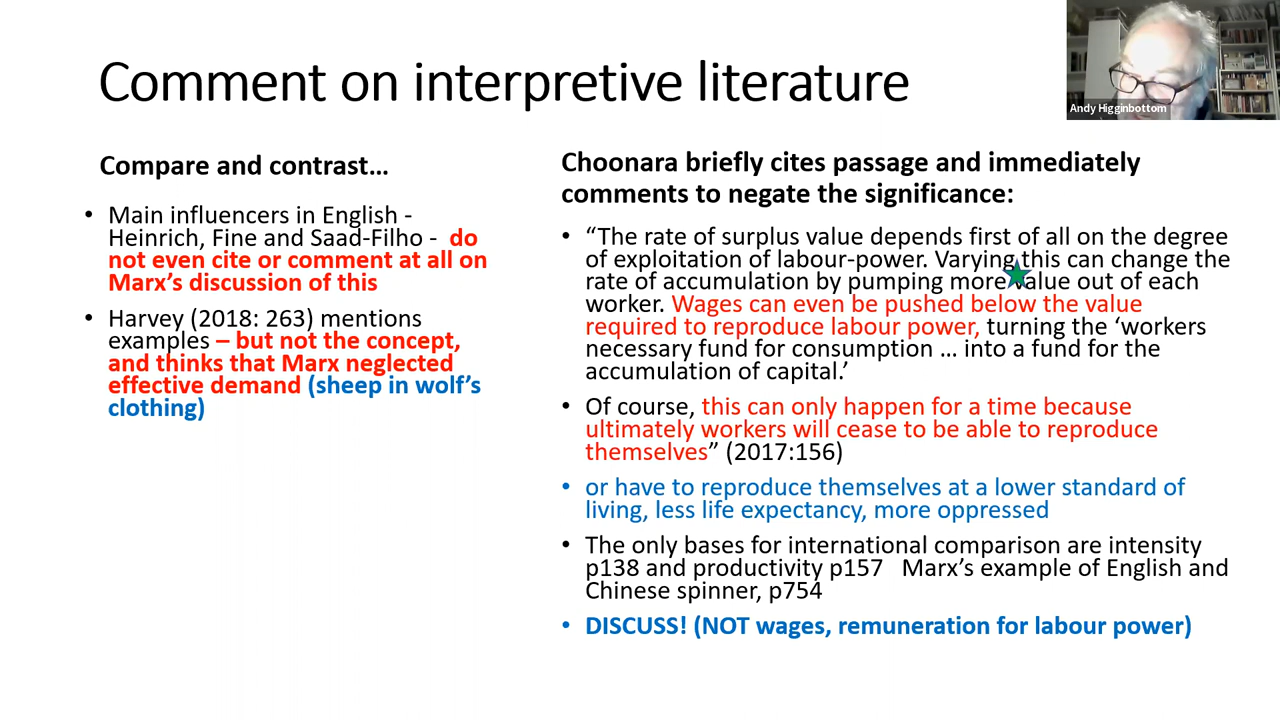 Comment on interpretive literature
Andy Higginbottom
Compare and contrast…
• Main influencers in English -
Heinrich, Fine and Saad-Filho -  do
not even cite or comment at all on
Marx’s discussion of this
• Harvey (2018: 263) mentions
examples – but not the concept,
and thinks that Marx neglected
effective demand (sheep in wolf’s
clothing)
Choonara briefly cites passage and immediately
comments to negate the significance:
• “The rate of surplus value depends first of all on the degree
of exploitation of labour-power. Varying this can change the
rate of accumulation by pumping more value out of each
worker. Wages can even be pushed below the value
required to reproduce labour power, turning the ‘workers
necessary fund for consumption … into a fund for the
accumulation of capital.’
• Of course, this can only happen for a time because
ultimately workers will cease to be able to reproduce
themselves” (2017:156)
• or have to reproduce themselves at a lower standard of
living, less life expectancy, more oppressed
• The only bases for international comparison are intensity
p138 and productivity p157   Marx’s example of English and
Chinese spinner, p754
• DISCUSS! (NOT wages, remuneration for labour power)